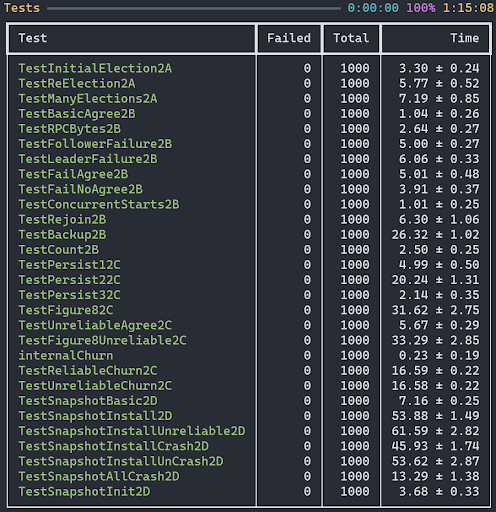 Tests 0:00:00 100% 1:15:08
Test Failed Total Time
TestInitialElection2A 0 1000 3.30 ± 0.24
TestReElection2A 0 1000 5.77 ± 0.52
TestManyElections2A 0 1000 7.19 ± 0.85
TestBasicAgree2B 0 1000 1.04 ± 0.26
TestRPCBytes2B 0 1000 2.64 ± 0.27
TestFollowerFailure2B 0 1000 5.00 ± 0.27
TestLeaderFailure2B 0 1000 6.06 ± 0.33
TestFailAgree2B 0 1000 5.01 ± 0.48
TestFailNoAgree2B 0 1000 3.91 ± 0.37
TestConcurrentStarts2B 0 1000 1.01 ± 0.25
TestRejoin2B 0 1000 6.30 ± 1.06
TestBackup2B 0 1000 26.32 ± 1.02
TestCount2B 0 1000 2.50 ± 0.25
TestPersist12C 0 1000 4.99 ± 0.50
TestPersist22C 0 1000 20.24 ± 1.31
TestPersist32C 0 1000 2.14 ± 0.35
TestFigure82C 0 1000 31.62 ± 2.75
TestUnreliableAgree2C 0 1000 5.67 ± 0.29
TestFigure8Unreliable2C 0 1000 33.29 ± 2.85
internalChurn 0 1000 0.23 ± 0.19
TestReliableChurn2C 0 1000 16.59 ± 0.22
TestUnreliableChurn2C 0 1000 16.58 ± 0.22
TestSnapshotBasic2D 0 1000 7.16 ± 0.25
TestSnapshotInstall2D 0 1000 53.88 ± 1.49
TestSnapshotInstallUnreliable2D 0 1000 61.59 ± 2.82
TestSnapshotInstallCrash2D 0 1000 45.93 ± 1.74
TestSnapshotInstallUnCrash2D 0 1000 53.62 ± 2.87
TestSnapshotAllCrash2D 0 1000 13.29 ± 1.38
TestSnapshotInit2D 0 1000 3.68 ± 0.33